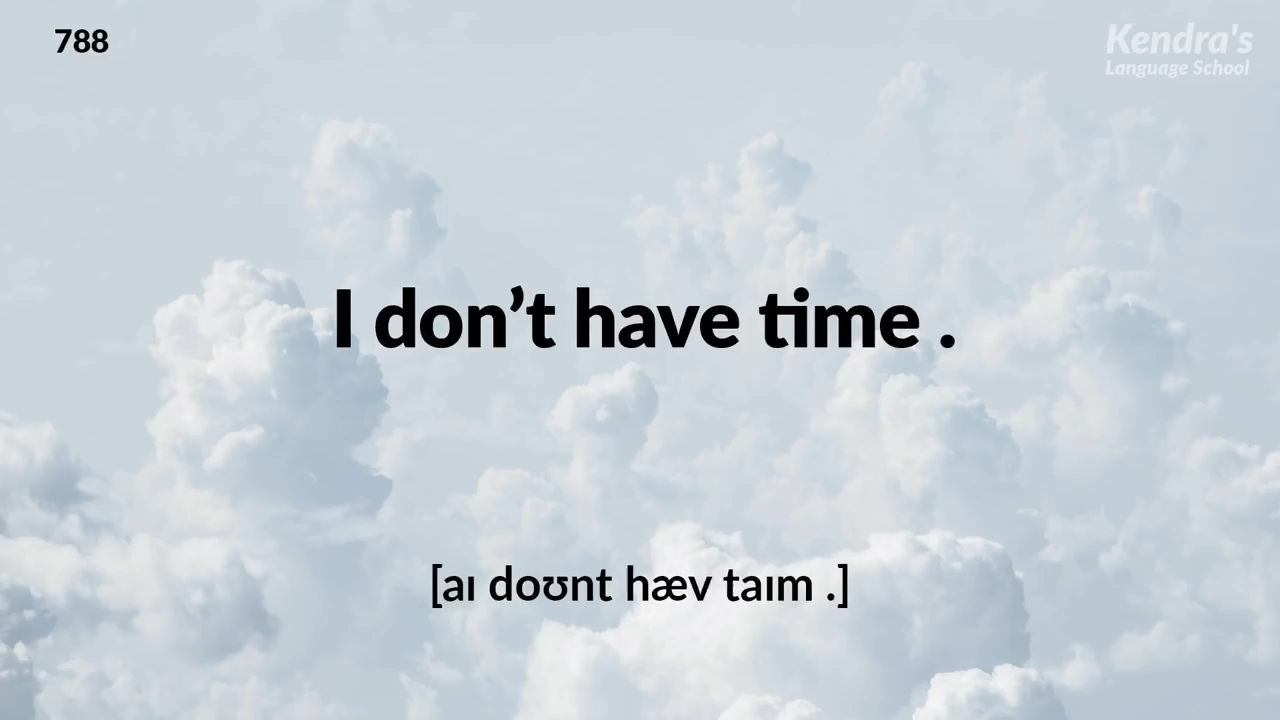 788
Kendra's
Language School
I don’t have time .
[aɪ doʊnt hæv taɪm .]